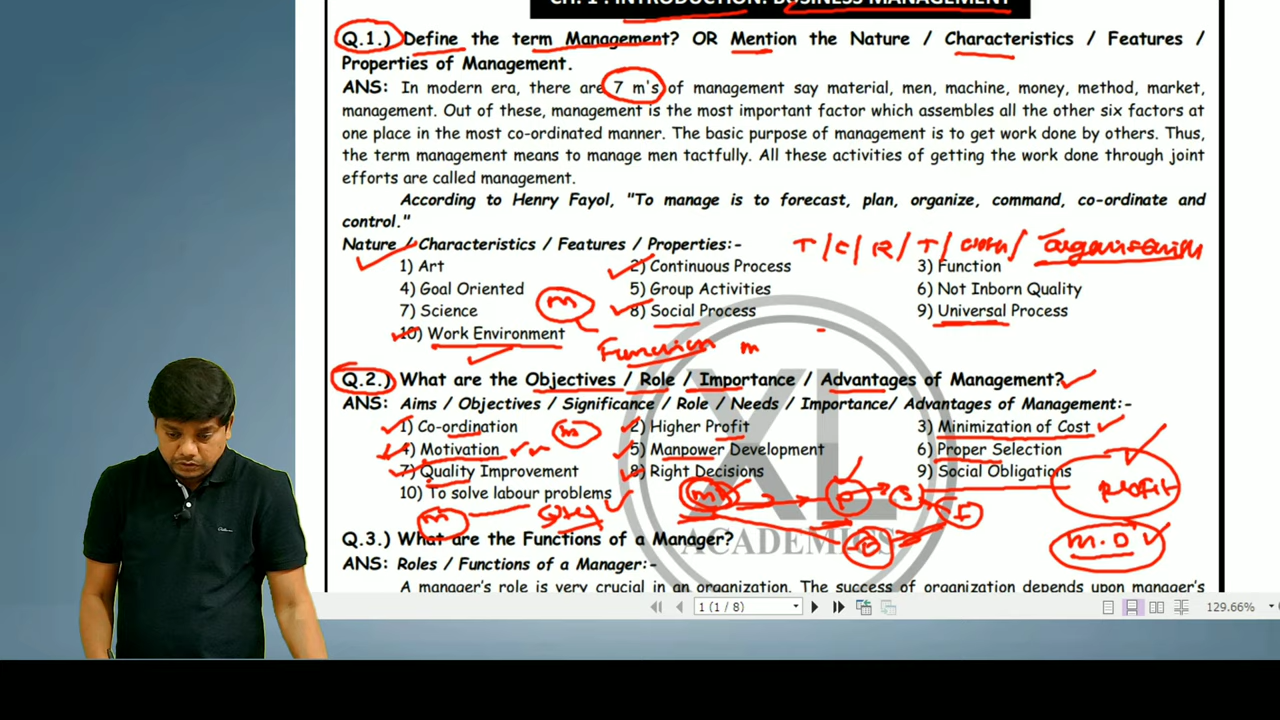 CH. 1 : INTRODUCTION: BUSINESS MANAGEMENT
Q.1.) Define the term Management? OR Mention the Nature / Characteristics / Features /
Properties of Management.
ANS: In modern era, there are 7 m's of management say material, men, machine, money, method, market,
management. Out of these, management is the most important factor which assembles all the other six factors at
one place in the most co-ordinated manner. The basic purpose of management is to get work done by others. Thus,
the term management means to manage men tactfully. All these activities of getting the work done through joint
efforts are called management.
According to Henry Fayol, "To manage is to forecast, plan, organize, command, co-ordinate and
control."
Nature / Characteristics / Features / Properties:-
T / C / R / T /
1) Art 2) Continuous Process 3) Function
4) Goal Oriented 5) Group Activities 6) Not Inborn Quality
m
7) Science 8) Social Process 9) Universal Process
10) Work Environment
Function m
Q.2.) What are the Objectives / Role / Importance / Advantages of Management?
ANS: Aims / Objectives / Significance / Role / Needs / Importance/ Advantages of Management:-
1) Co-ordination 2) Higher Profit 3) Minimization of Cost
m
4) Motivation 5) Manpower Development 6) Proper Selection
7) Quality Improvement 8) Right Decisions 9) Social Obligations
10) To solve labour problems
Profit
m
M.D
XL
ACADEMICS
Q.3.) What are the Functions of a Manager?
ANS: Roles / Functions of a Manager:-
A manager's role is very crucial in an organization. The success of organization depends upon manager's
1 (1 / 8)
129.66%